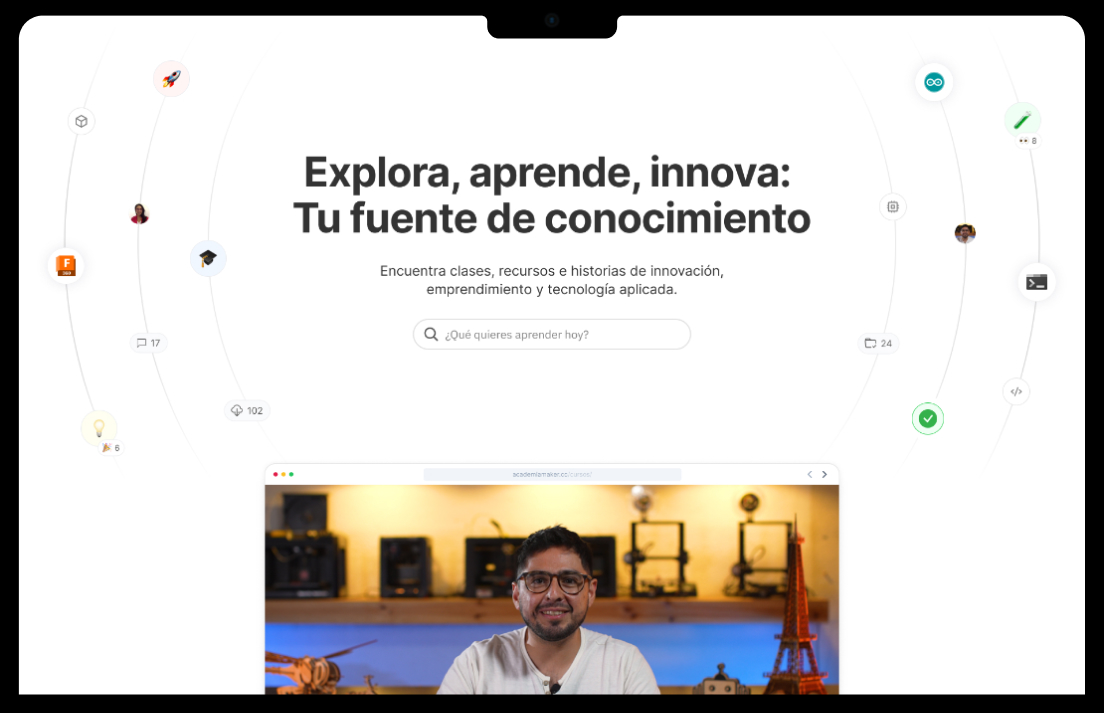 8
Explora, aprende, innova:
Tu fuente de conocimiento
Encuentra clases, recursos e historias de innovación,
emprendimiento y tecnología aplicada.
F
360
¿Qué quieres aprender hoy?
17
24
</>
102
6
academiamaker.co/cursos/